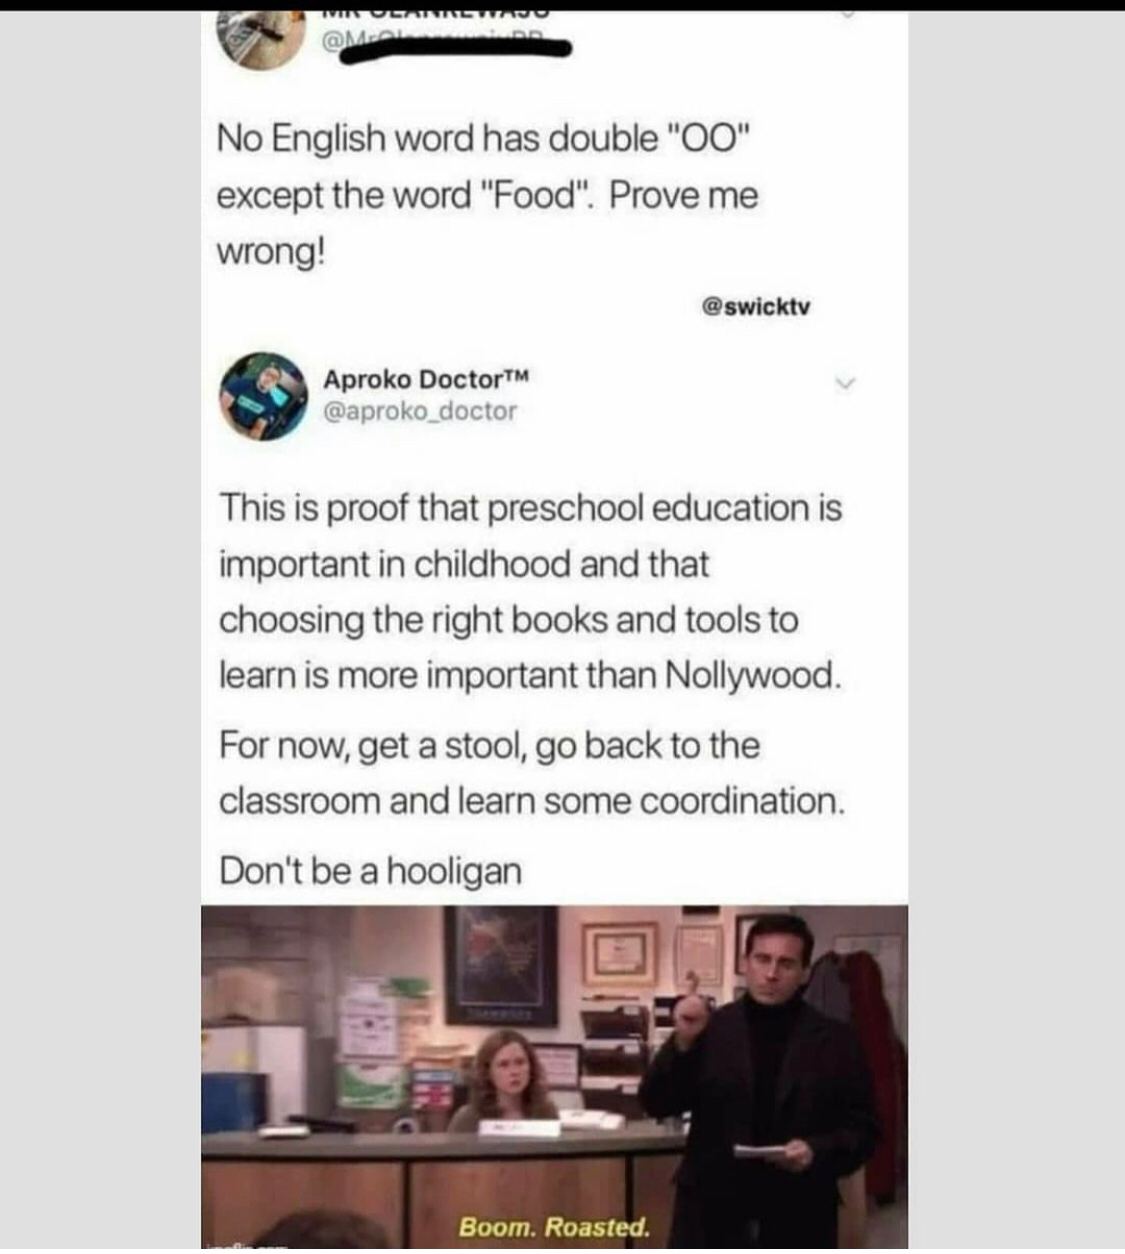 No English word has double "OO"
except the word "Food". Prove me
wrong!
@swicktv
Aproko Doctor™
@aproko_doctor
This is proof that preschool education is
important in childhood and that
choosing the right books and tools to
learn is more important than Nollywood.
For now, get a stool, go back to the
classroom and learn some coordination.
Don't be a hooligan
Boom. Roasted.